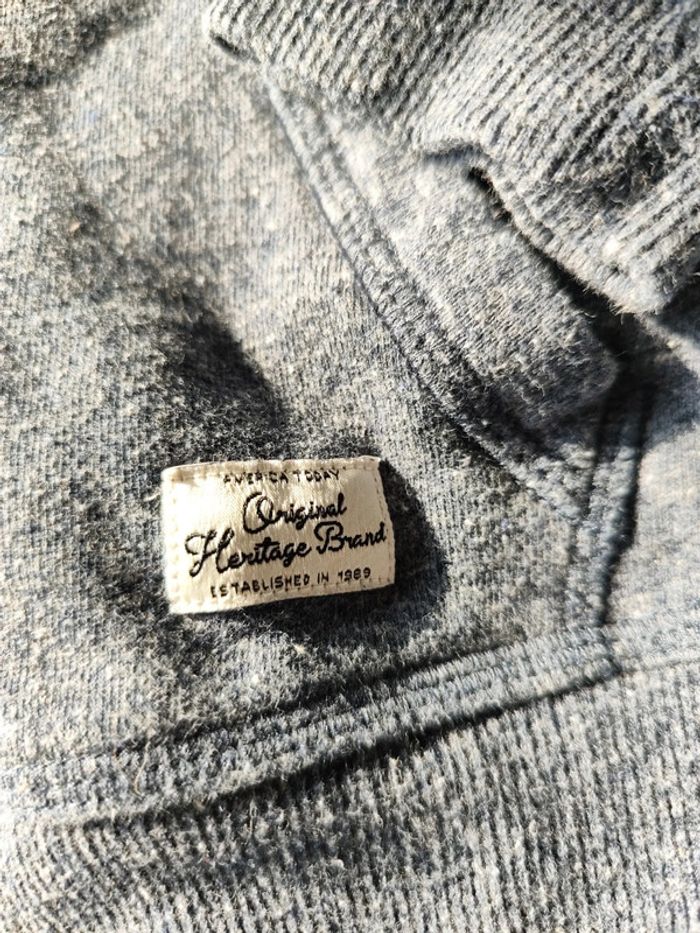 AMERICA TODAY
Original
Heritage Brand
ESTABLISHED IN 1989